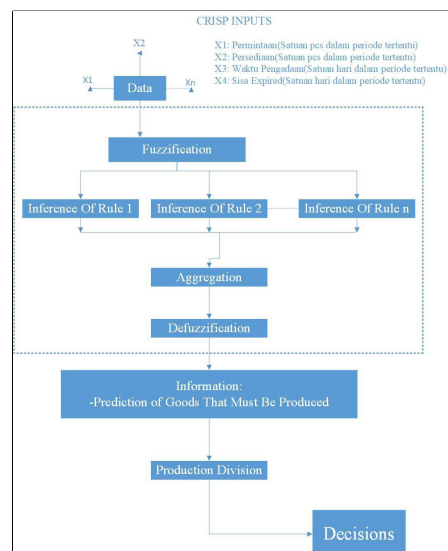 CRISP INPUTS
X1: Permintaan(Satuan pcs dalam periode tertentu)
X2: Persediaan(Satuan pcs dalam periode tertentu)
X3: Waktu Pengadaan(Satuan hari dalam periode tertentu)
X4: Sisa Expired(Satuan hari dalam periode tertentu)
X2
X1
Xn
Data
Fuzzification
Inference Of Rule 1
Inference Of Rule 2
Inference Of Rule n
Aggregation
Defuzzification
Information:
-Prediction of Goods That Must Be Produced
Production Division
Decisions